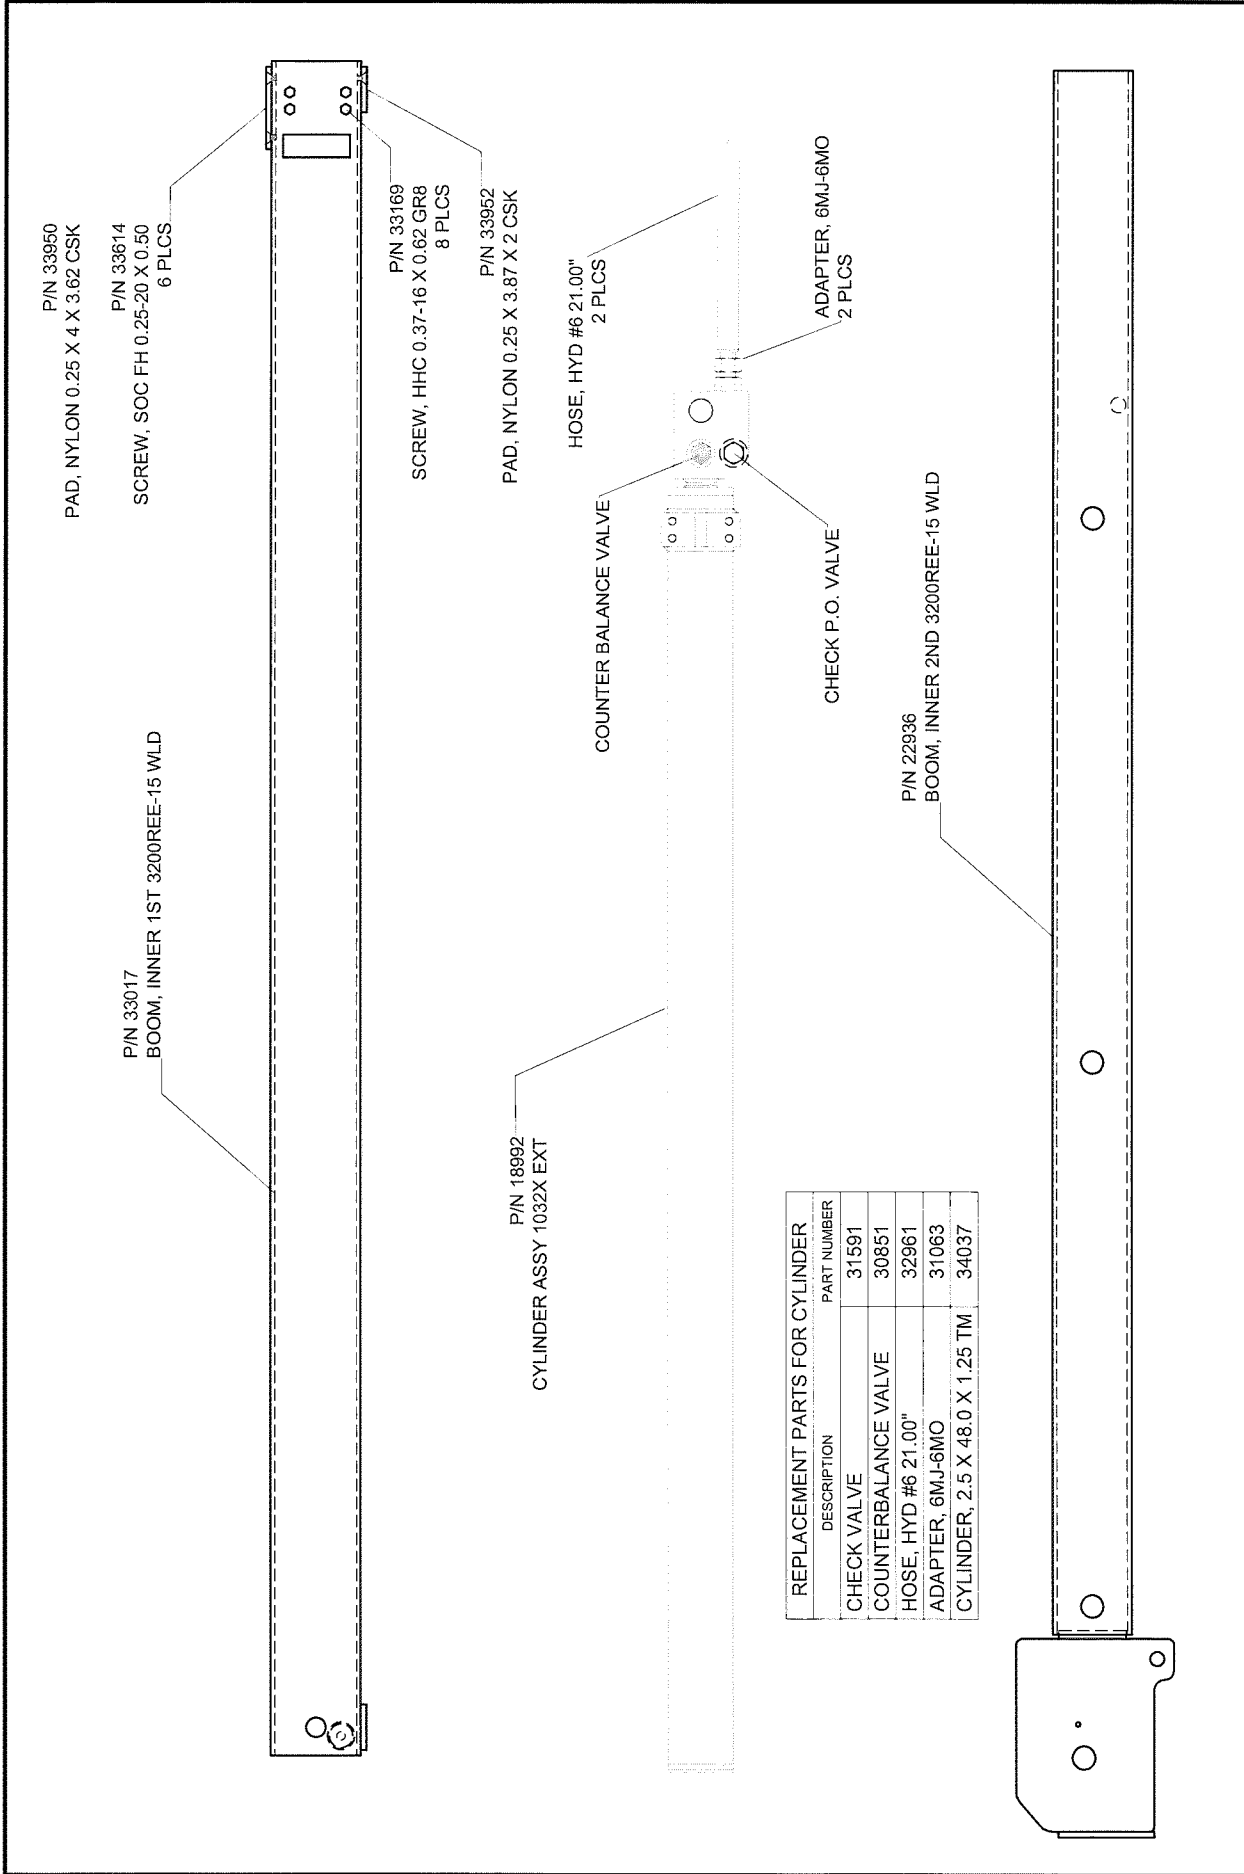 P/N 33950
PAD, NYLON 0.25 X 4 X 3.62 CSK
P/N 33614
SCREW, SOC FH 0.25-20 X 0.50
6 PLCS
P/N 33169
SCREW, HHC 0.37-16 X 0.62 GR8
8 PLCS
P/N 33952
PAD, NYLON 0.25 X 3.87 X 2 CSK
P/N 33017
BOOM, INNER 1ST 3200REE-15 WLD
HOSE, HYD #6 21.00"
2 PLCS
COUNTER BALANCE VALVE
ADAPTER, 6MJ-6MO
2 PLCS
CHECK P.O. VALVE
P/N 18992
CYLINDER ASSY 1032X EXT
P/N 22936
BOOM, INNER 2ND 3200REE-15 WLD
REPLACEMENT PARTS FOR CYLINDER
DESCRIPTION PART NUMBER
CHECK VALVE 31591
COUNTERBALANCE VALVE 30851
HOSE, HYD #6 21.00" 32961
ADAPTER, 6MJ-6MO 31063
CYLINDER, 2.5 X 48.0 X 1.25 TM 34037